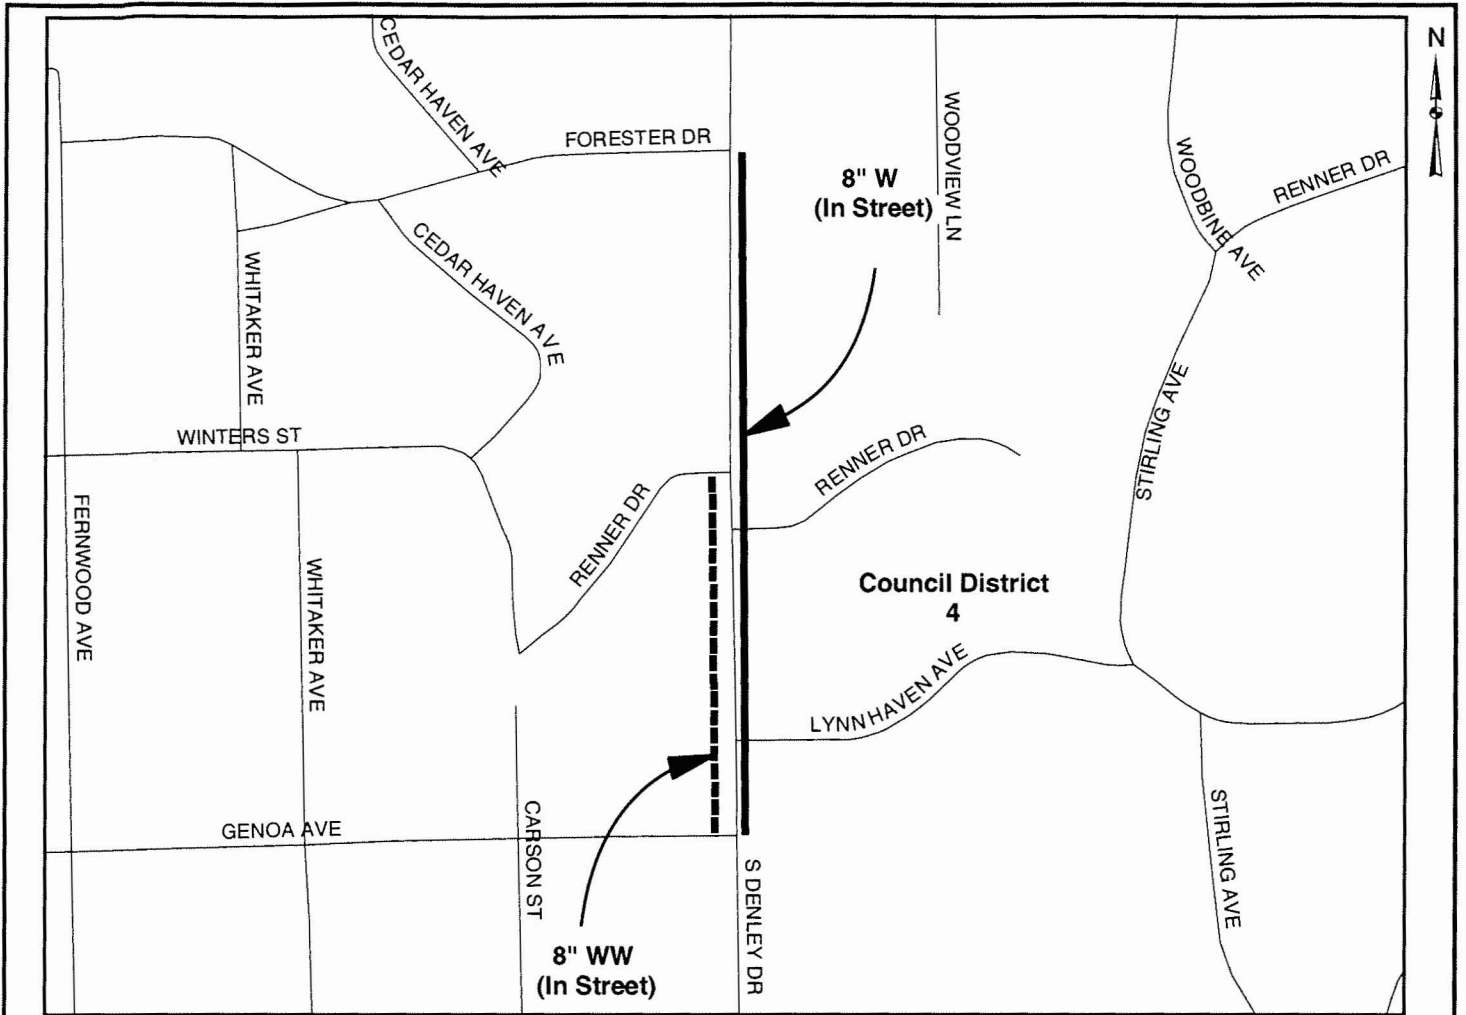 N
CEDAR HAVEN AVE
FORESTER DR
8" W
(In Street)
WOODVIEW LN
WOODBINE AVE
RENNER DR
WHITAKER AVE
CEDAR HAVEN AVE
WINTERS ST
RENNER DR
STIRLING AVE
FERNWOOD AVE
WHITAKER AVE
RENNER DR
Council District
4
LYNN HAVEN AVE
GENOA AVE
CARSON ST
STIRLING AVE
S DENLEY DR
8" WW
(In Street)